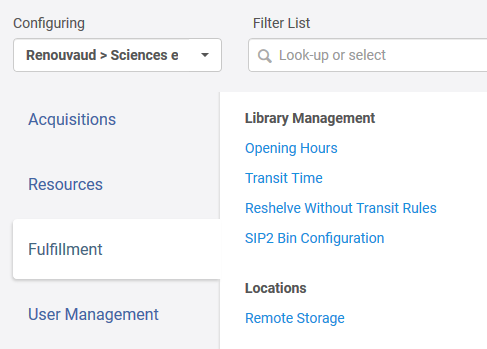 Configuring
Filter List
Renouvaud > Sciences e
Look-up or select
Acquisitions
Resources
Fulfillment
User Management
Library Management
Opening Hours
Transit Time
Reshelve Without Transit Rules
SIP2 Bin Configuration
Locations
Remote Storage